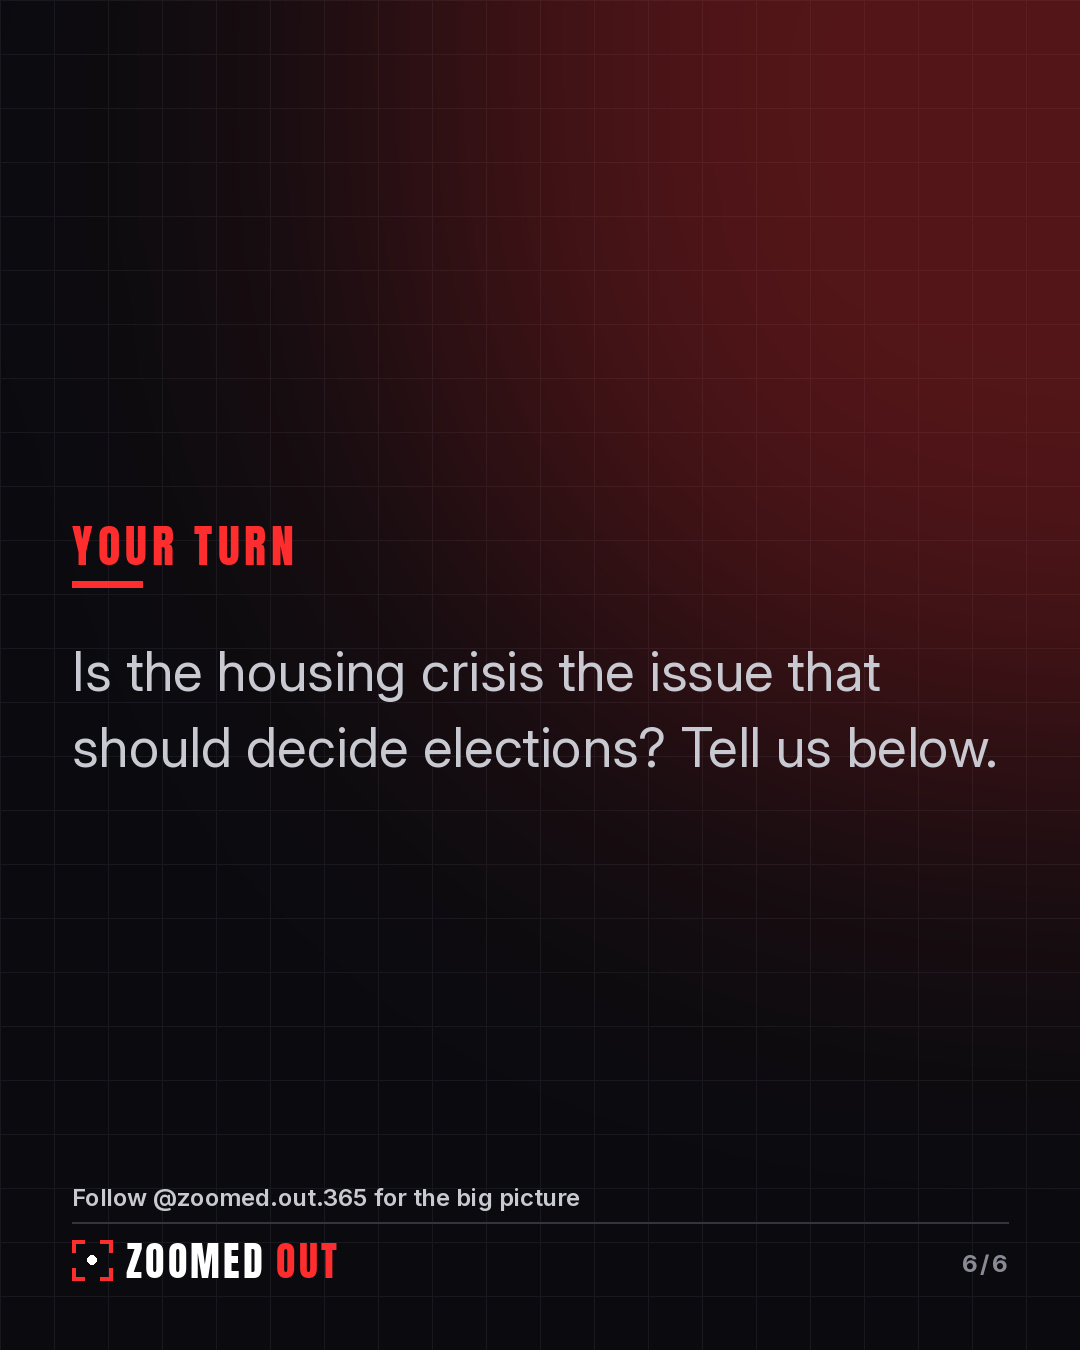 YOUR TURN
Is the housing crisis the issue that
should decide elections? Tell us below.
Follow @zoomed.out.365 for the big picture
ZOOMED OUT
6/6